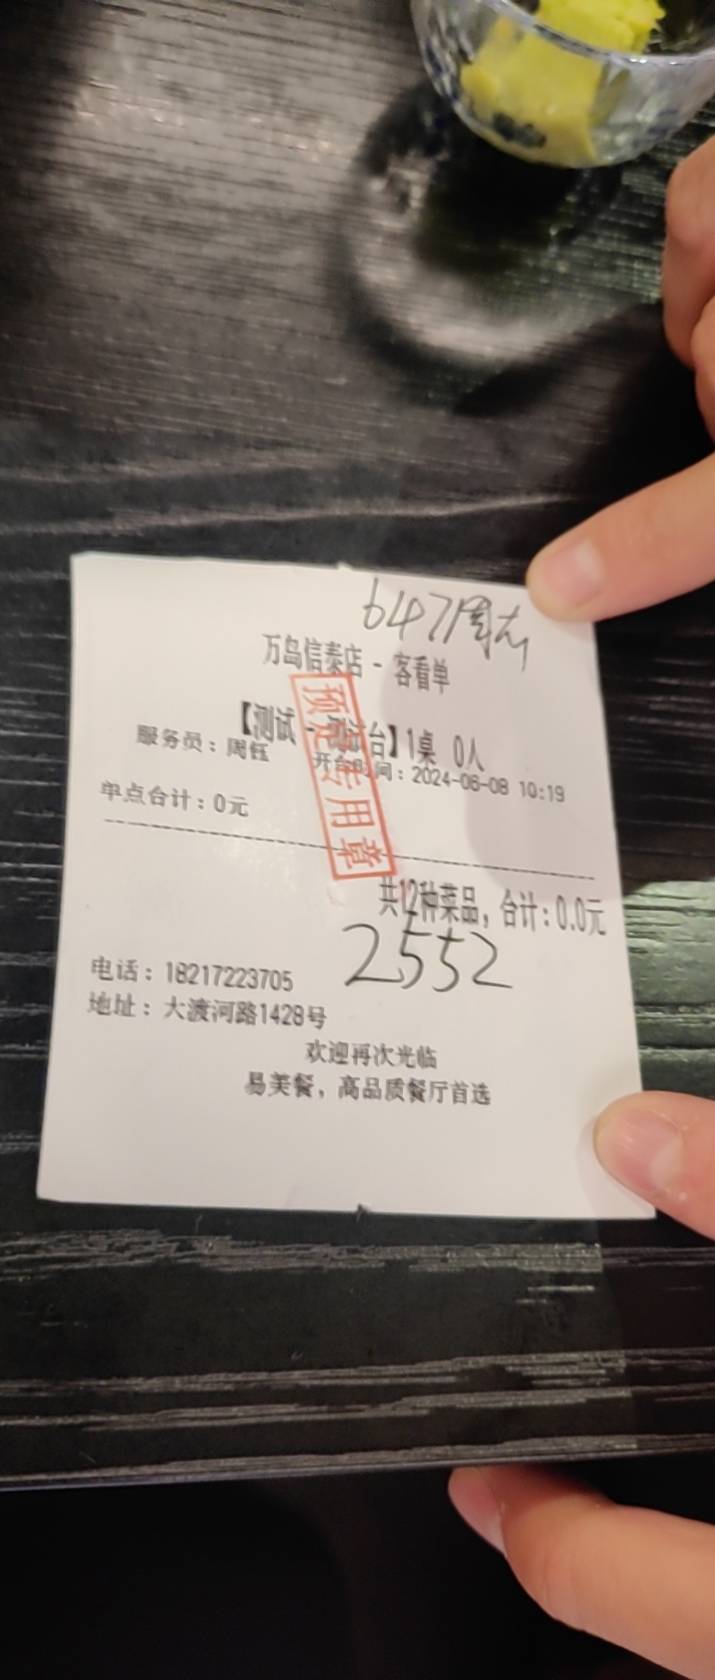 647周
万岛信泰店 - 客看单
【测试 - 测试台】1桌 0人
服务员：周钰 开台时间：2024-06-08 10:19
单点合计：0元
预定专用章
共12种菜品，合计：0.0元
2552
电话：18217223705
地址：大渡河路1428号
欢迎再次光临
易美餐，高品质餐厅首选